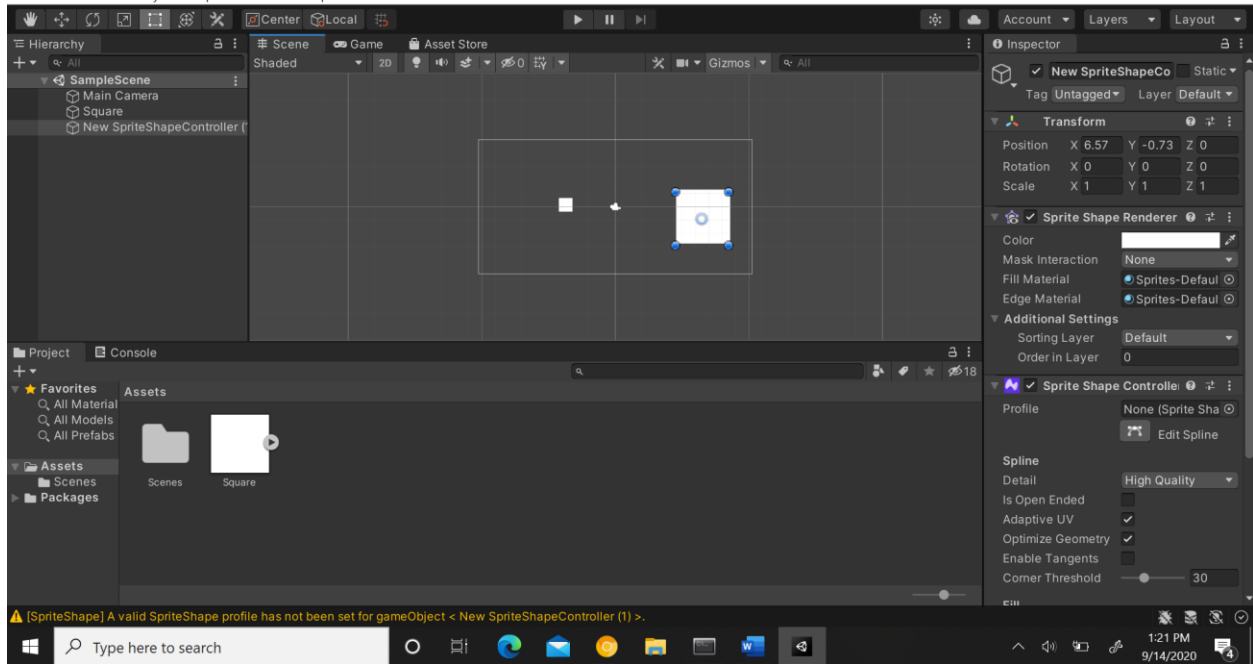 Center Local
Account Layers Layout
Hierarchy
All
SampleScene
Main Camera
Square
New SpriteShapeController (
Scene Game Asset Store
Shaded 2D 0 Gizmos All
Inspector
New SpriteShapeCo Static
Tag Untagged Layer Default
Transform
Position X 6.57 Y -0.73 Z 0
Rotation X 0 Y 0 Z 0
Scale X 1 Y 1 Z 1
Sprite Shape Renderer
Color
Mask Interaction None
Fill Material Sprites-Defaul
Edge Material Sprites-Defaul
Additional Settings
Sorting Layer Default
Order in Layer 0
Sprite Shape Controller
Profile None (Sprite Sha
Edit Spline
Spline
Detail High Quality
Is Open Ended
Adaptive UV
Optimize Geometry
Enable Tangents
Corner Threshold 30
Fill
Project Console
18
Favorites
All Material
All Models
All Prefabs
Assets
Scenes
Packages
Assets
Scenes Square
[SpriteShape] A valid SpriteShape profile has not been set for gameObject < New SpriteShapeController (1) >.
Type here to search
W
1:21 PM
9/14/2020
4